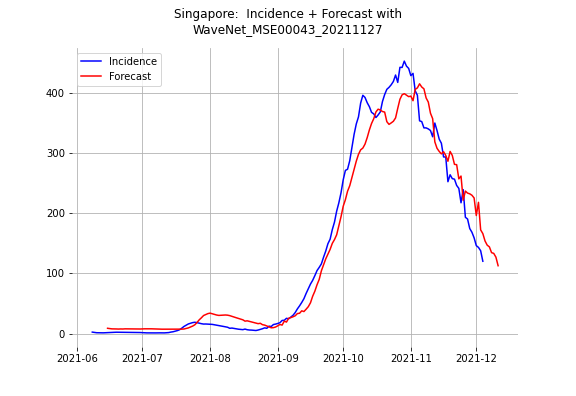 Singapore:  Incidence + Forecast with
WaveNet_MSE00043_20211127
Incidence
Forecast
400
300
200
100
0
2021-06 2021-07 2021-08 2021-09 2021-10 2021-11 2021-12